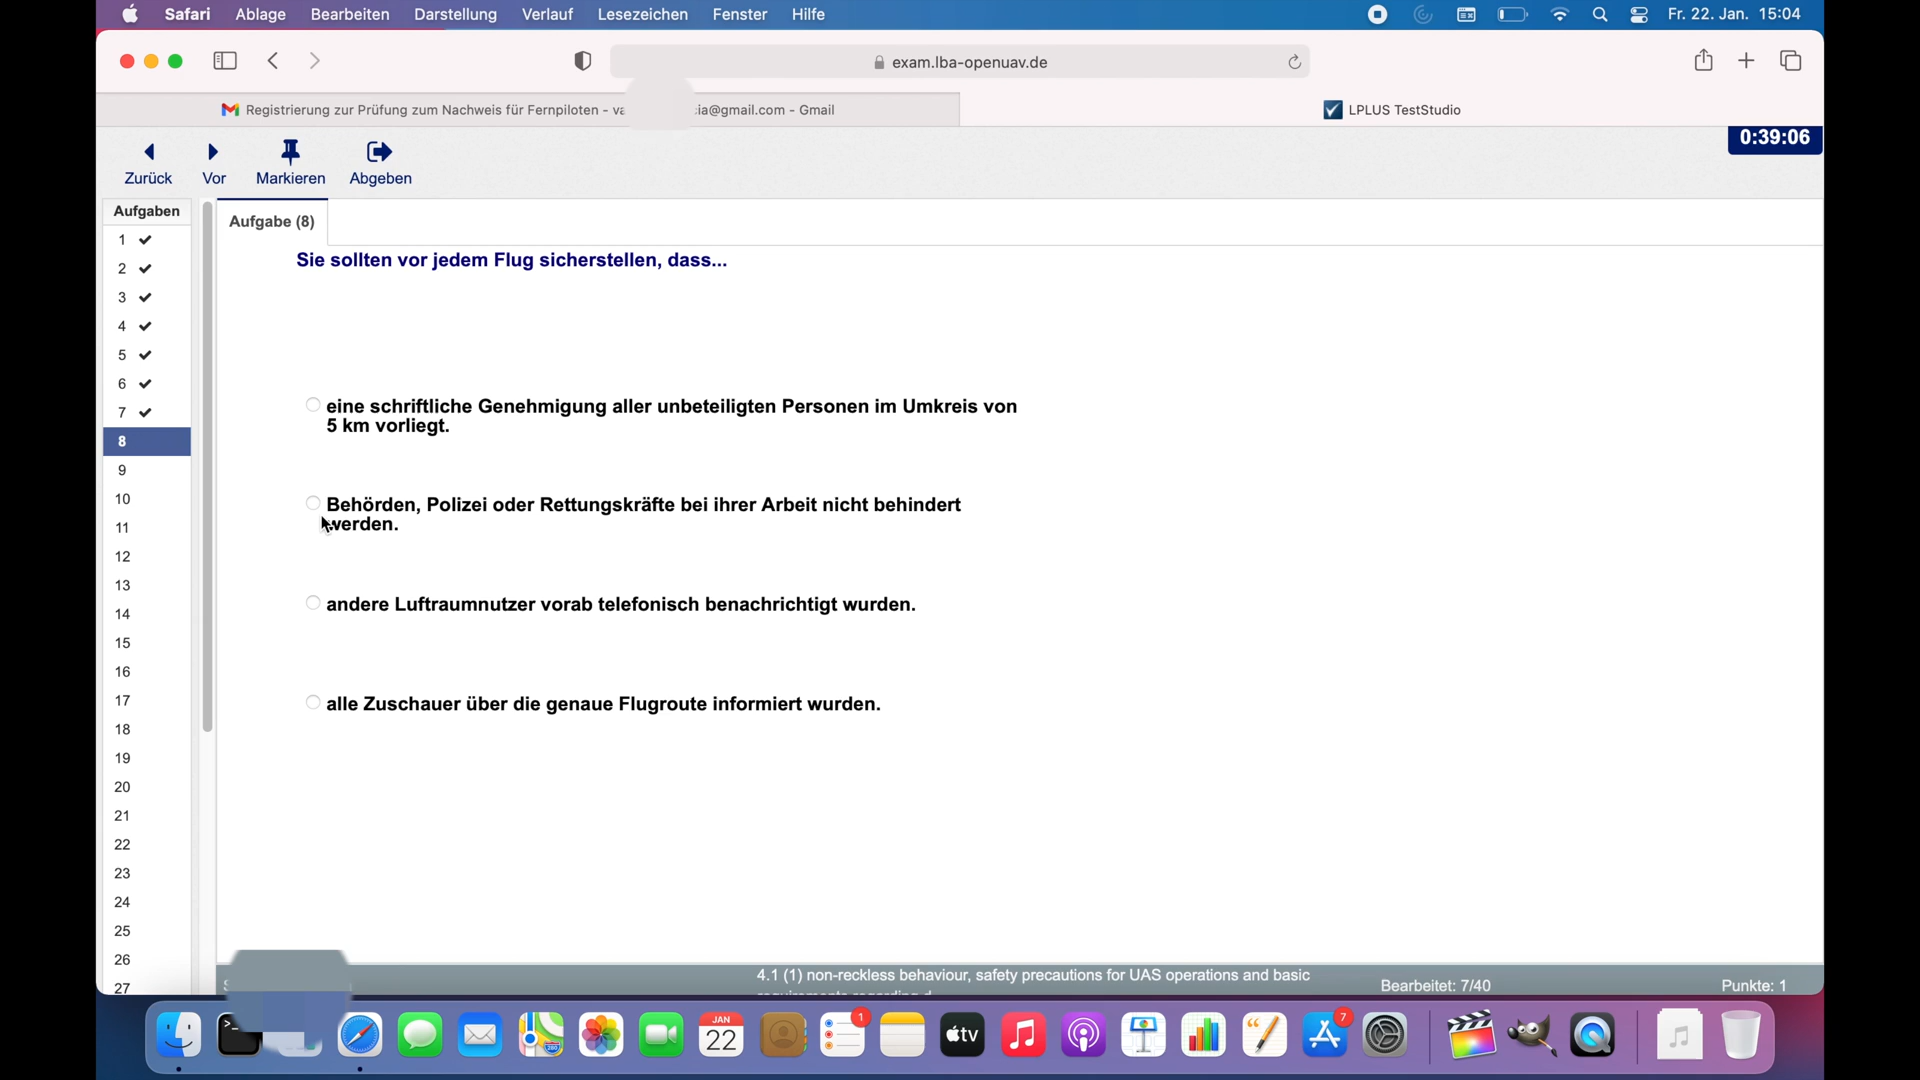 Safari Ablage Bearbeiten Darstellung Verlauf Lesezeichen Fenster Hilfe Fr. 22. Jan. 15:04
exam.lba-openuav.de
Registrierung zur Prüfung zum Nachweis für Fernpiloten - va ia@gmail.com - Gmail LPLUS TestStudio
0:39:06
Zurück Vor Markieren Abgeben
Aufgaben
Aufgabe (8)
Sie sollten vor jedem Flug sicherstellen, dass...
eine schriftliche Genehmigung aller unbeteiligten Personen im Umkreis von
5 km vorliegt.
Behörden, Polizei oder Rettungskräfte bei ihrer Arbeit nicht behindert
werden.
andere Luftraumnutzer vorab telefonisch benachrichtigt wurden.
alle Zuschauer über die genaue Flugroute informiert wurden.
1
2
3
4
5
6
7
8
9
10
11
12
13
14
15
16
17
18
19
20
21
22
23
24
25
26
27
4.1 (1) non-reckless behaviour, safety precautions for UAS operations and basic
Bearbeitet: 7/40 Punkte: 1
JAN
22
1
tv
7
280